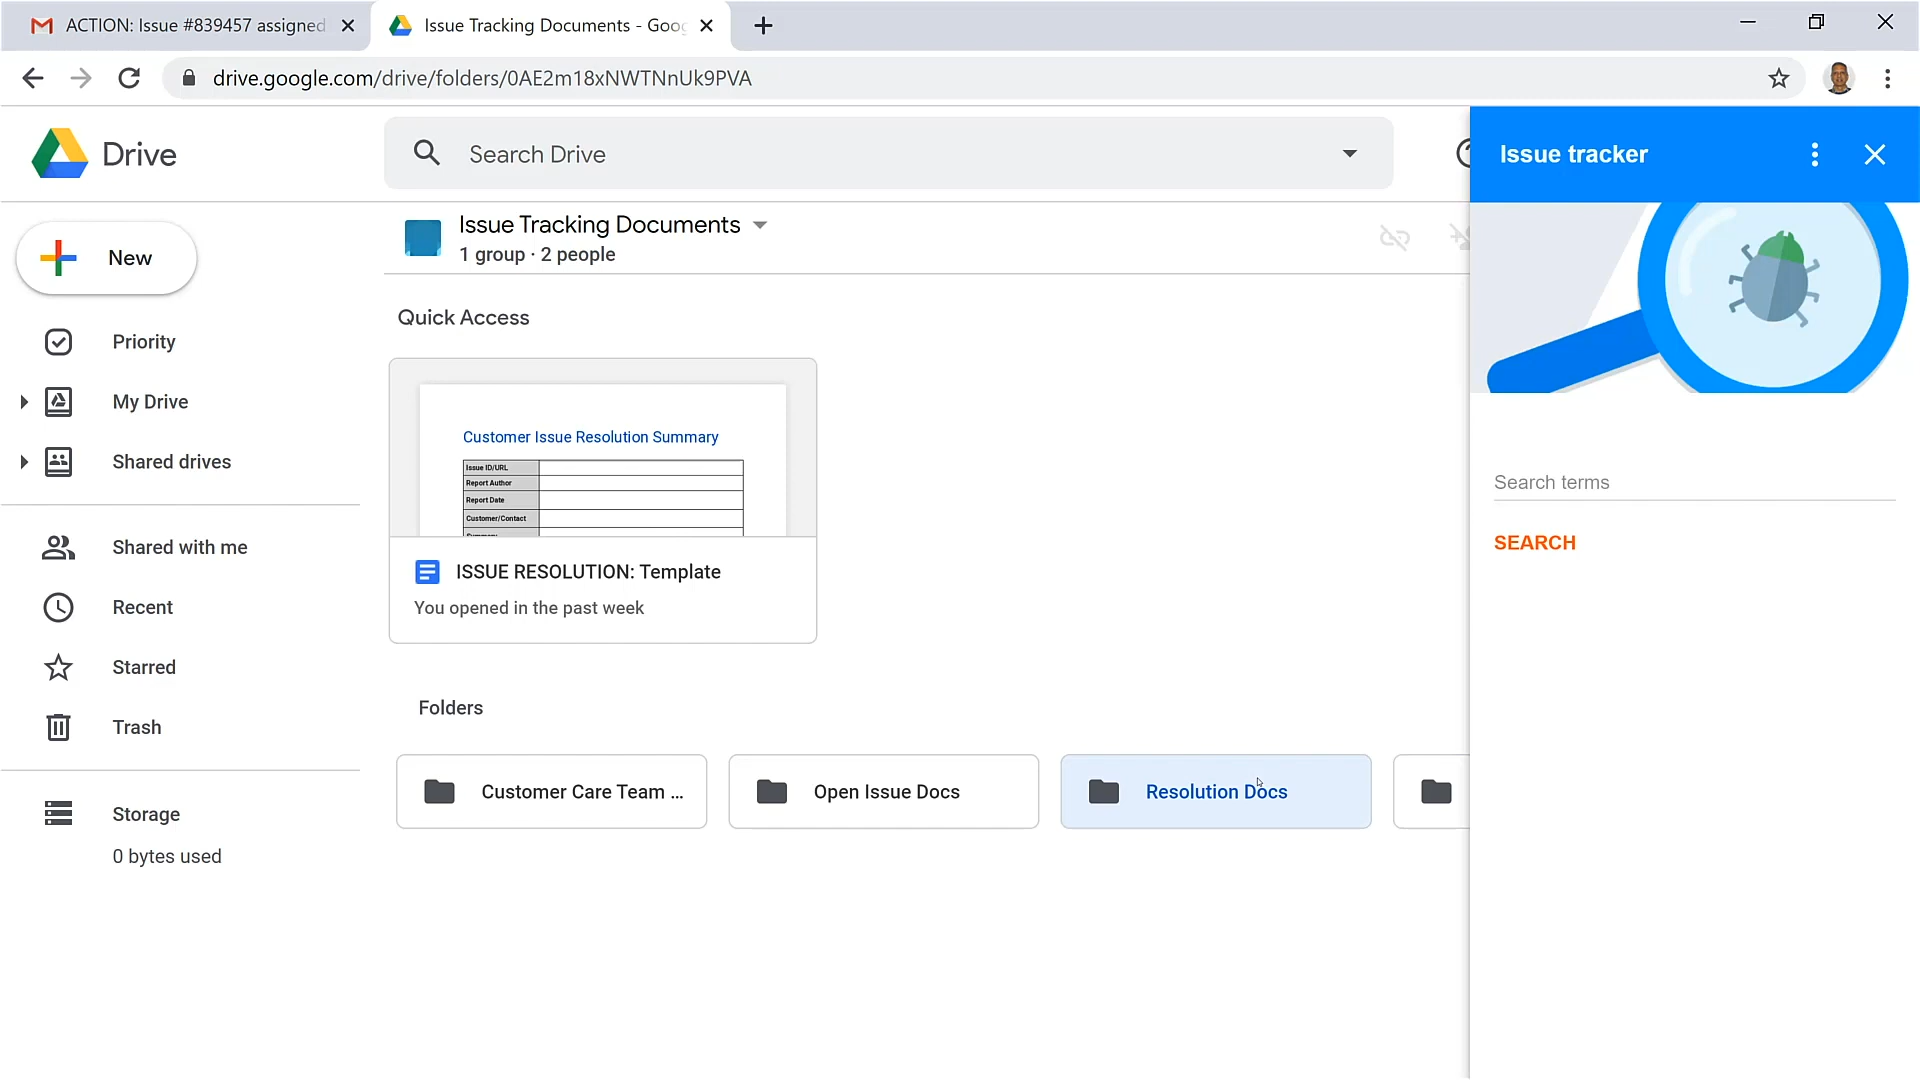 ACTION: Issue #839457 assigned
Issue Tracking Documents - Goog
drive.google.com/drive/folders/0AE2m18xNWTNnUk9PVA
Drive
Search Drive
Issue tracker
New
Issue Tracking Documents
1 group · 2 people
Priority
My Drive
Shared drives
Shared with me
Recent
Starred
Trash
Storage
0 bytes used
Quick Access
Customer Issue Resolution Summary
Issue ID/URL
Report Author
Report Date
Customer/Contact
ISSUE RESOLUTION: Template
You opened in the past week
Folders
Customer Care Team ...
Open Issue Docs
Resolution Docs
Search terms
SEARCH